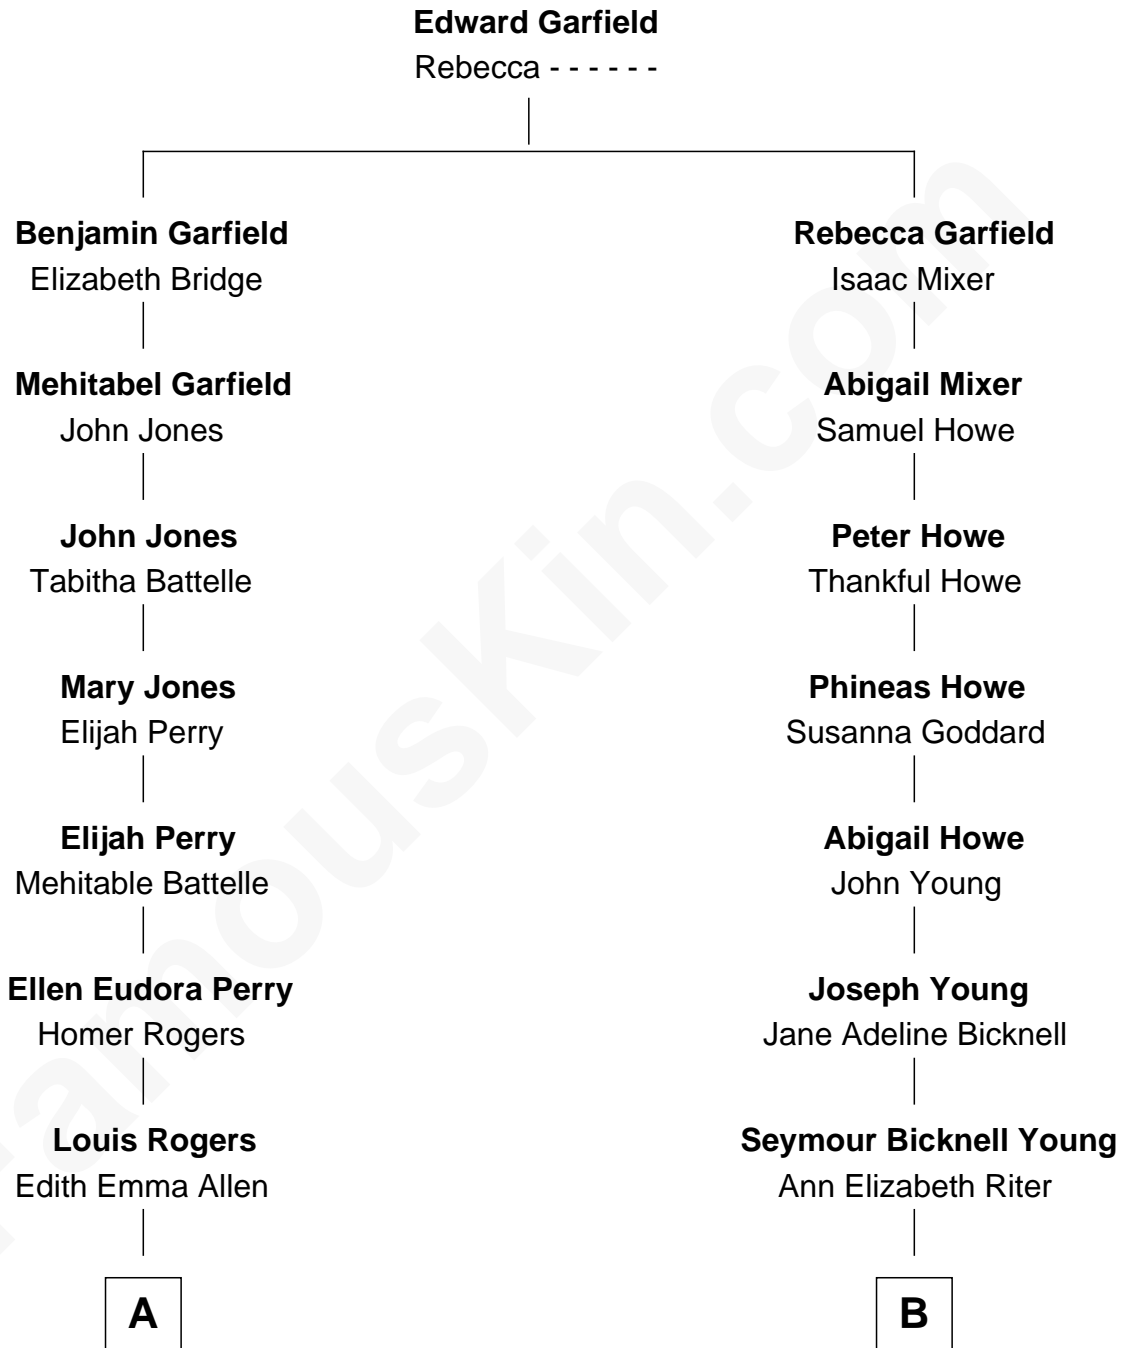 Edward Garfield
Rebecca - - - - - -
Benjamin Garfield
Elizabeth Bridge
Rebecca Garfield
Isaac Mixer
Mehitabel Garfield
John Jones
Abigail Mixer
Samuel Howe
John Jones
Tabitha Battelle
Peter Howe
Thankful Howe
Mary Jones
Elijah Perry
Phineas Howe
Susanna Goddard
Elijah Perry
Mehitable Battelle
Abigail Howe
John Young
Ellen Eudora Perry
Homer Rogers
Joseph Young
Jane Adeline Bicknell
Louis Rogers
Edith Emma Allen
Seymour Bicknell Young
Ann Elizabeth Riter
A
B
FamousKin.com